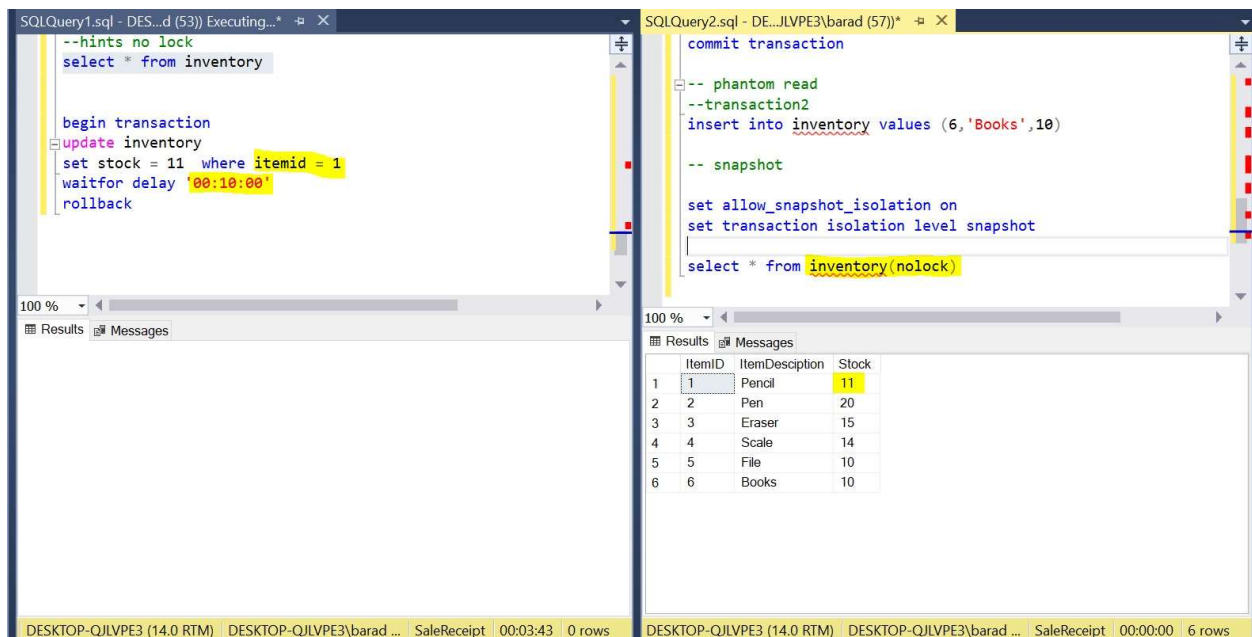 SQLQuery1.sql - DES...d (53)) Executing...*
--hints no lock
select * from inventory
begin transaction
update inventory
set stock = 11 where itemid = 1
waitfor delay '00:10:00'
rollback
100 %
Results Messages
DESKTOP-QJLVPE3 (14.0 RTM) DESKTOP-QJLVPE3\barad ... SaleReceipt 00:03:43 0 rows
SQLQuery2.sql - DE...JLVPE3\barad (57))*
commit transaction
-- phantom read
--transaction2
insert into inventory values (6,'Books',10)
-- snapshot
set allow_snapshot_isolation on
set transaction isolation level snapshot
select * from inventory(nolock)
100 %
Results Messages
ItemID ItemDesciption Stock
1 1 Pencil 11
2 2 Pen 20
3 3 Eraser 15
4 4 Scale 14
5 5 File 10
6 6 Books 10
DESKTOP-QJLVPE3 (14.0 RTM) DESKTOP-QJLVPE3\barad ... SaleReceipt 00:00:00 6 rows